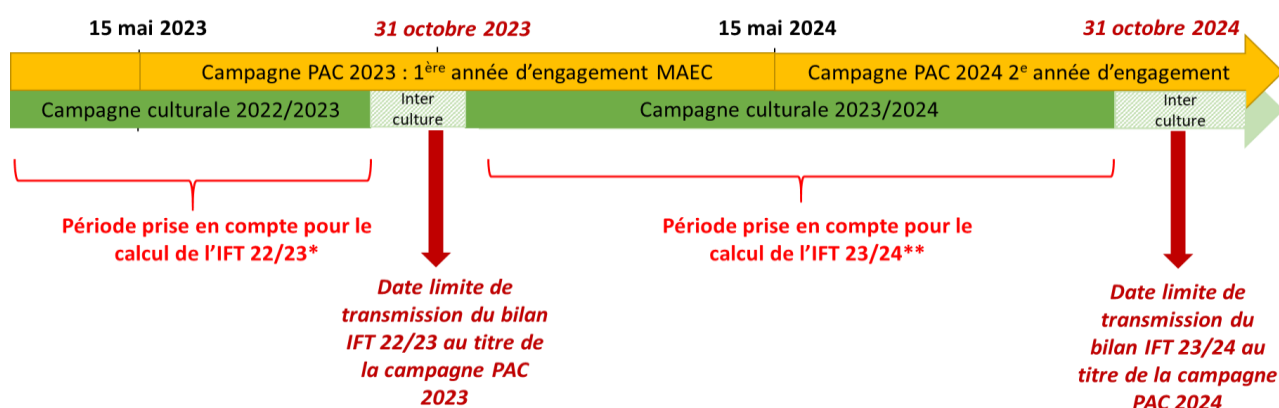 15 mai 2023
31 octobre 2023
15 mai 2024
31 octobre 2024
Campagne PAC 2023 : 1ère année d’engagement MAEC
Campagne PAC 2024 2e année d’engagement
Campagne culturale 2022/2023
Inter
culture
Campagne culturale 2023/2024
Inter
culture
Période prise en compte pour le
calcul de l’IFT 22/23*
Période prise en compte pour le
calcul de l’IFT 23/24**
Date limite de
transmission du bilan
IFT 22/23 au titre de
la campagne PAC
2023
Date limite de
transmission du
bilan IFT 23/24 au
titre de la campagne
PAC 2024